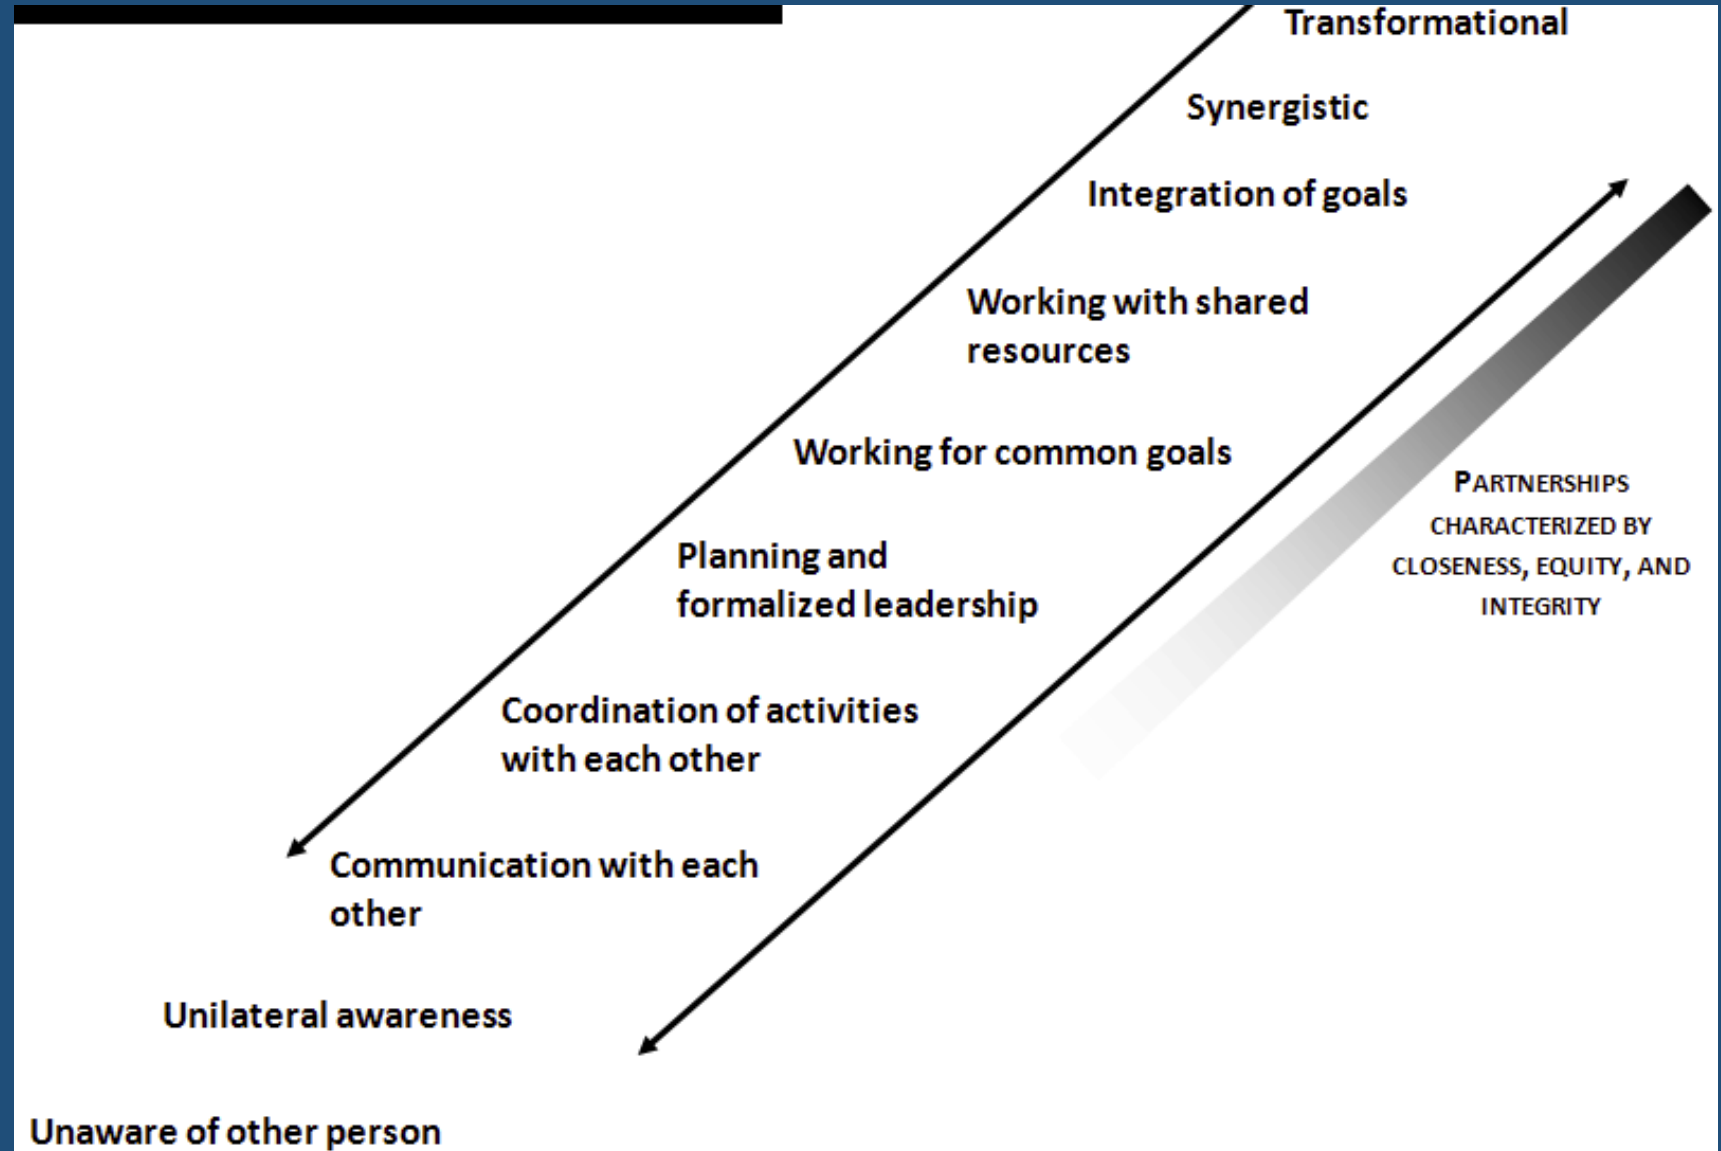 Transformational
Synergistic
Integration of goals
Working with shared
resources
Working for common goals
PARTNERSHIPS
CHARACTERIZED BY
CLOSENESS, EQUITY, AND
INTEGRITY
Planning and
formalized leadership
Coordination of activities
with each other
Communication with each
other
Unilateral awareness
Unaware of other person